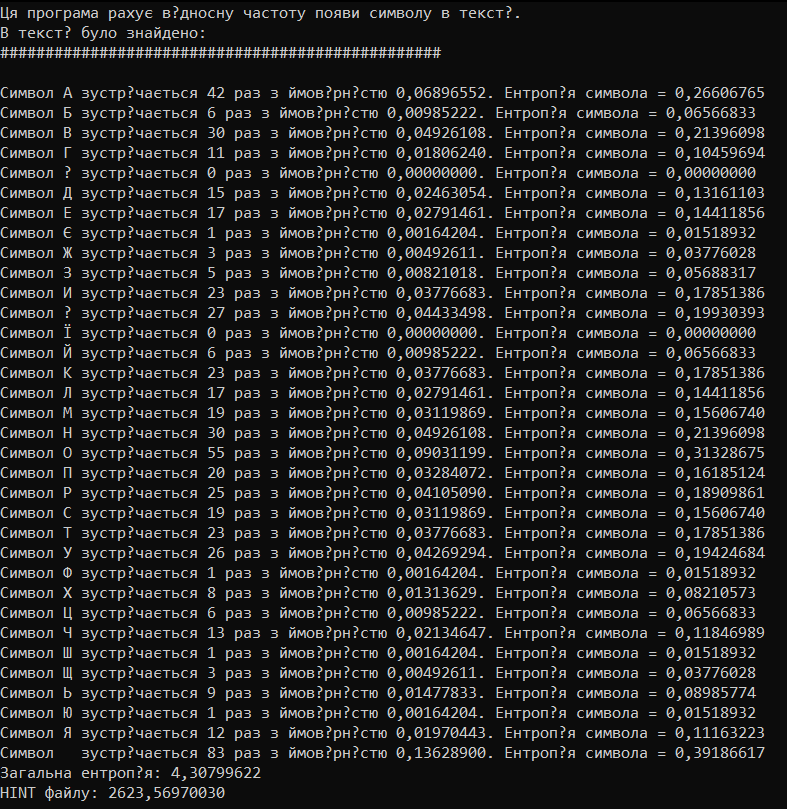 Ця програма рахує в?дносну частоту появи символу в текст?.
В текст? було знайдено:
#################################################
Символ А зустр?чається 42 раз з ймов?рн?стю 0,06896552. Ентроп?я символа = 0,26606765
Символ Б зустр?чається 6 раз з ймов?рн?стю 0,00985222. Ентроп?я символа = 0,06566833
Символ В зустр?чається 30 раз з ймов?рн?стю 0,04926108. Ентроп?я символа = 0,21396098
Символ Г зустр?чається 11 раз з ймов?рн?стю 0,01806240. Ентроп?я символа = 0,10459694
Символ ? зустр?чається 0 раз з ймов?рн?стю 0,00000000. Ентроп?я символа = 0,00000000
Символ Д зустр?чається 15 раз з ймов?рн?стю 0,02463054. Ентроп?я символа = 0,13161103
Символ Е зустр?чається 17 раз з ймов?рн?стю 0,02791461. Ентроп?я символа = 0,14411856
Символ Є зустр?чається 1 раз з ймов?рн?стю 0,00164204. Ентроп?я символа = 0,01518932
Символ Ж зустр?чається 3 раз з ймов?рн?стю 0,00492611. Ентроп?я символа = 0,03776028
Символ З зустр?чається 5 раз з ймов?рн?стю 0,00821018. Ентроп?я символа = 0,05688317
Символ И зустр?чається 23 раз з ймов?рн?стю 0,03776683. Ентроп?я символа = 0,17851386
Символ ? зустр?чається 27 раз з ймов?рн?стю 0,04433498. Ентроп?я символа = 0,19930393
Символ Ї зустр?чається 0 раз з ймов?рн?стю 0,00000000. Ентроп?я символа = 0,00000000
Символ Й зустр?чається 6 раз з ймов?рн?стю 0,00985222. Ентроп?я символа = 0,06566833
Символ К зустр?чається 23 раз з ймов?рн?стю 0,03776683. Ентроп?я символа = 0,17851386
Символ Л зустр?чається 17 раз з ймов?рн?стю 0,02791461. Ентроп?я символа = 0,14411856
Символ М зустр?чається 19 раз з ймов?рн?стю 0,03119869. Ентроп?я символа = 0,15606740
Символ Н зустр?чається 30 раз з ймов?рн?стю 0,04926108. Ентроп?я символа = 0,21396098
Символ О зустр?чається 55 раз з ймов?рн?стю 0,09031199. Ентроп?я символа = 0,31328675
Символ П зустр?чається 20 раз з ймов?рн?стю 0,03284072. Ентроп?я символа = 0,16185124
Символ Р зустр?чається 25 раз з ймов?рн?стю 0,04105090. Ентроп?я символа = 0,18909861
Символ С зустр?чається 19 раз з ймов?рн?стю 0,03119869. Ентроп?я символа = 0,15606740
Символ Т зустр?чається 23 раз з ймов?рн?стю 0,03776683. Ентроп?я символа = 0,17851386
Символ У зустр?чається 26 раз з ймов?рн?стю 0,04269294. Ентроп?я символа = 0,19424684
Символ Ф зустр?чається 1 раз з ймов?рн?стю 0,00164204. Ентроп?я символа = 0,01518932
Символ Х зустр?чається 8 раз з ймов?рн?стю 0,01313629. Ентроп?я символа = 0,08210573
Символ Ц зустр?чається 6 раз з ймов?рн?стю 0,00985222. Ентроп?я символа = 0,06566833
Символ Ч зустр?чається 13 раз з ймов?рн?стю 0,02134647. Ентроп?я символа = 0,11846989
Символ Ш зустр?чається 1 раз з ймов?рн?стю 0,00164204. Ентроп?я символа = 0,01518932
Символ Щ зустр?чається 3 раз з ймов?рн?стю 0,00492611. Ентроп?я символа = 0,03776028
Символ Ь зустр?чається 9 раз з ймов?рн?стю 0,01477833. Ентроп?я символа = 0,08985774
Символ Ю зустр?чається 1 раз з ймов?рн?стю 0,00164204. Ентроп?я символа = 0,01518932
Символ Я зустр?чається 12 раз з ймов?рн?стю 0,01970443. Ентроп?я символа = 0,11163223
Символ   зустр?чається 83 раз з ймов?рн?стю 0,13628900. Ентроп?я символа = 0,39186617
Загальна ентроп?я: 4,30799622
HINT файлу: 2623,56970030